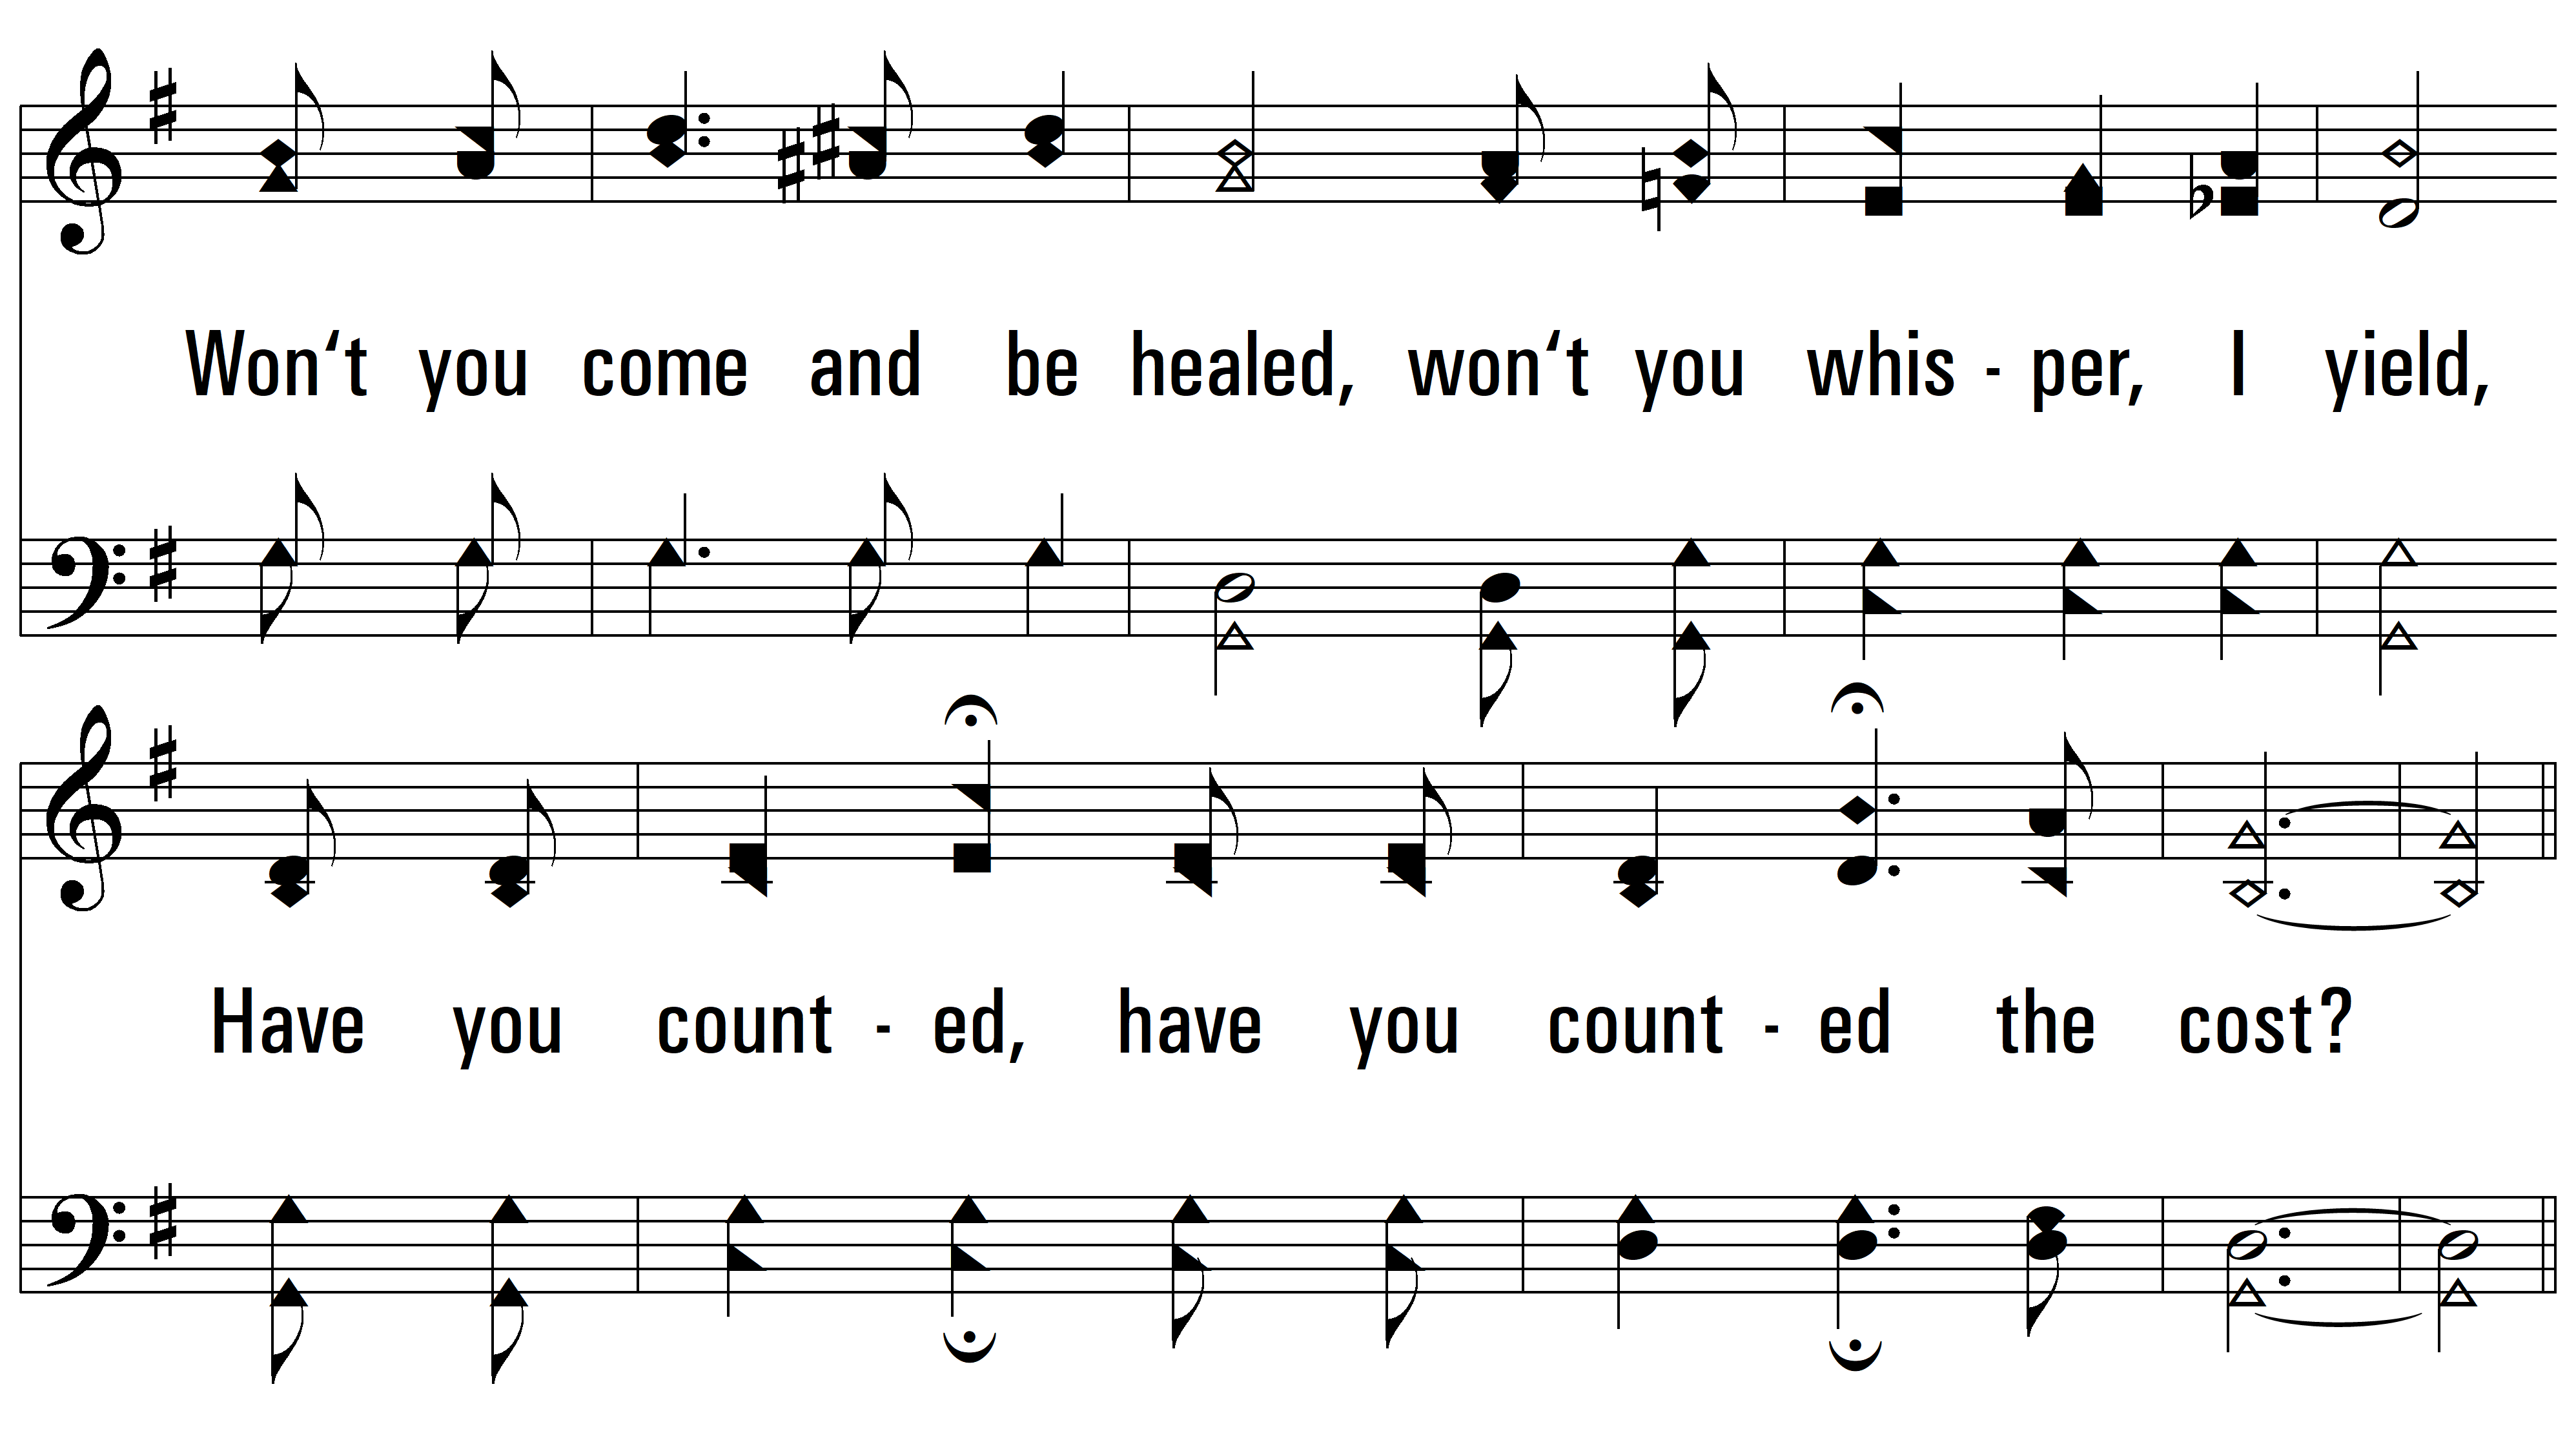 Won‘t you come and be healed, won‘t you whis - per, I yield,
Have you count - ed, have you count - ed the cost?